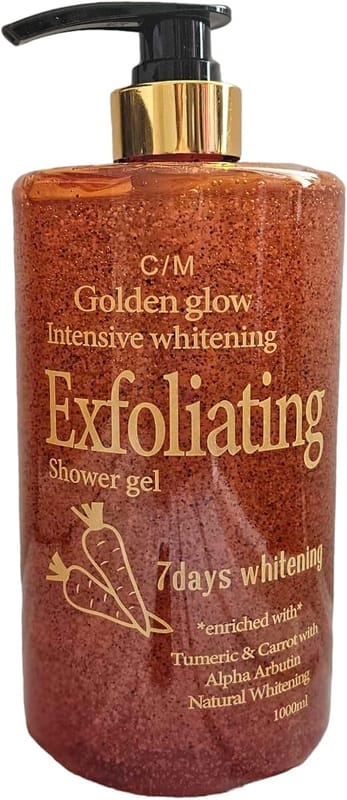 C/M
Golden glow
Intensive whitening
Exfoliating
Shower gel
7days whitening
*enriched with*
Tumeric & Carrot with
Alpha Arbutin
Natural Whitening
1000ml